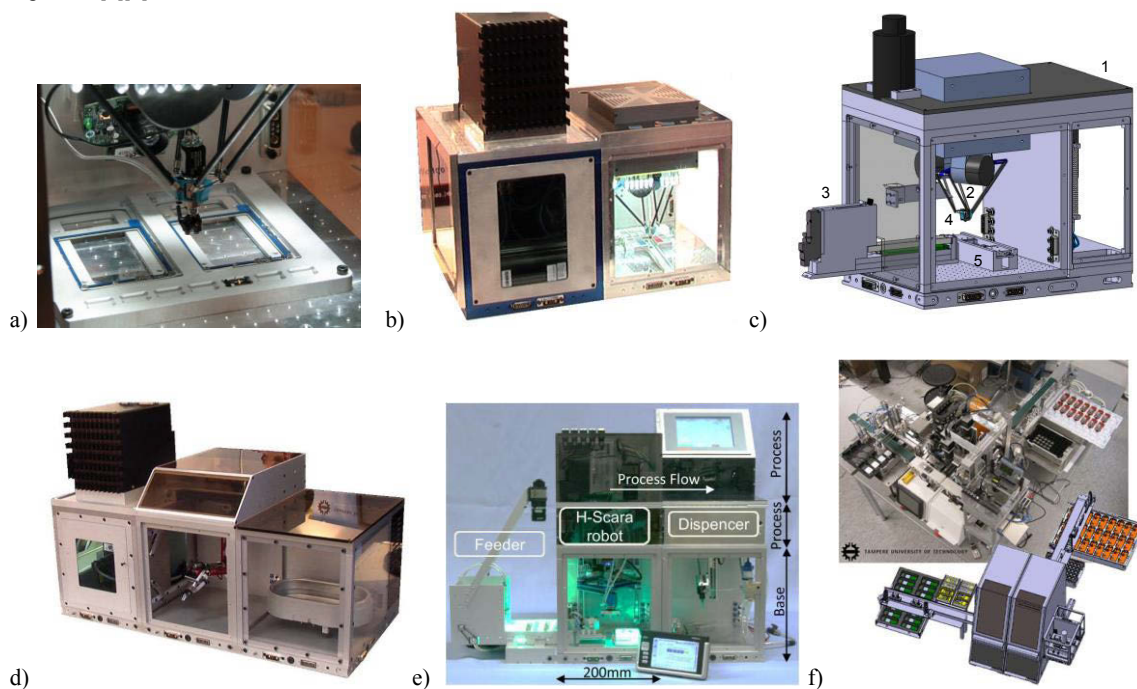 a)
b)
c)
1
2
3
4
5
d)
e)
Process Flow
Feeder
H-Scara
robot
Dispencer
Process
Process
Base
200mm
f)
TAMPERE UNIVERSITY OF TECHNOLOGY